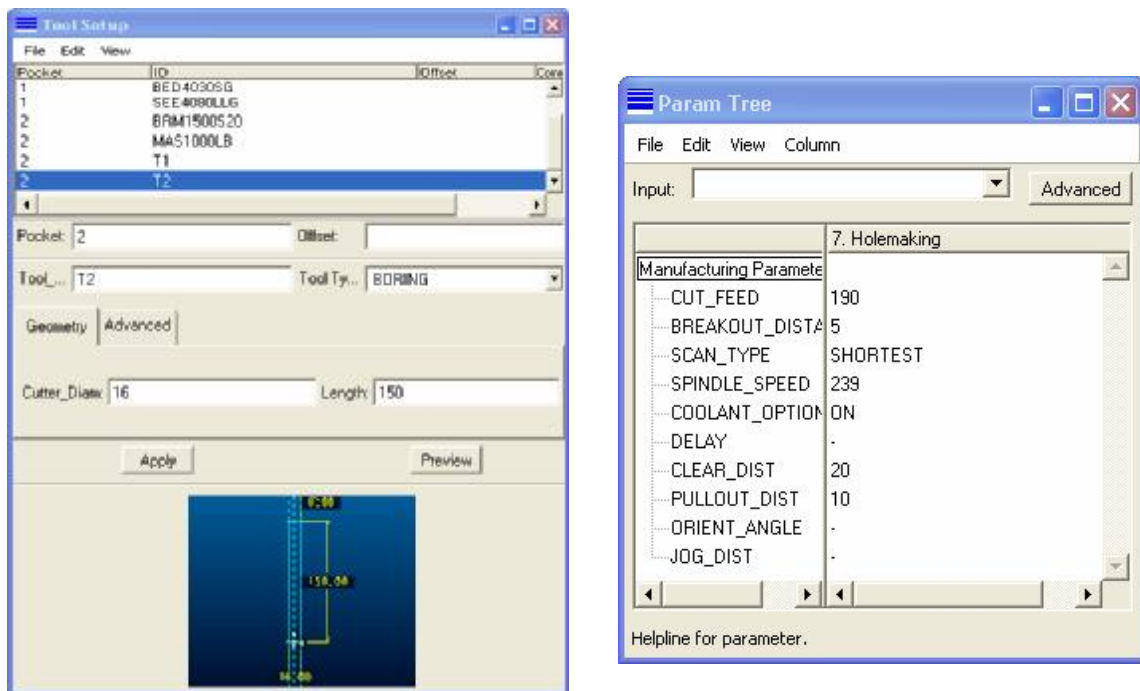 Tool Setup
File Edit View
Pocket ID Offset Core
1 BED4030SG
1 SEE4080LLG
2 BRM1500S20
2 MAS1000LB
2 T1
2 T2
Pocket: 2 Offset:
Tool_... T2 Tool Ty... BORING
Geometry Advanced
Cutter_Diam: 16 Length: 150
Apply Preview
0:00
150.00
16.00
Param Tree
File Edit View Column
Input: Advanced
7. Holemaking
Manufacturing Paramete
CUT_FEED 190
BREAKOUT_DISTA 5
SCAN_TYPE SHORTEST
SPINDLE_SPEED 239
COOLANT_OPTION ON
DELAY -
CLEAR_DIST 20
PULLOUT_DIST 10
ORIENT_ANGLE -
JOG_DIST -
Helpline for parameter.